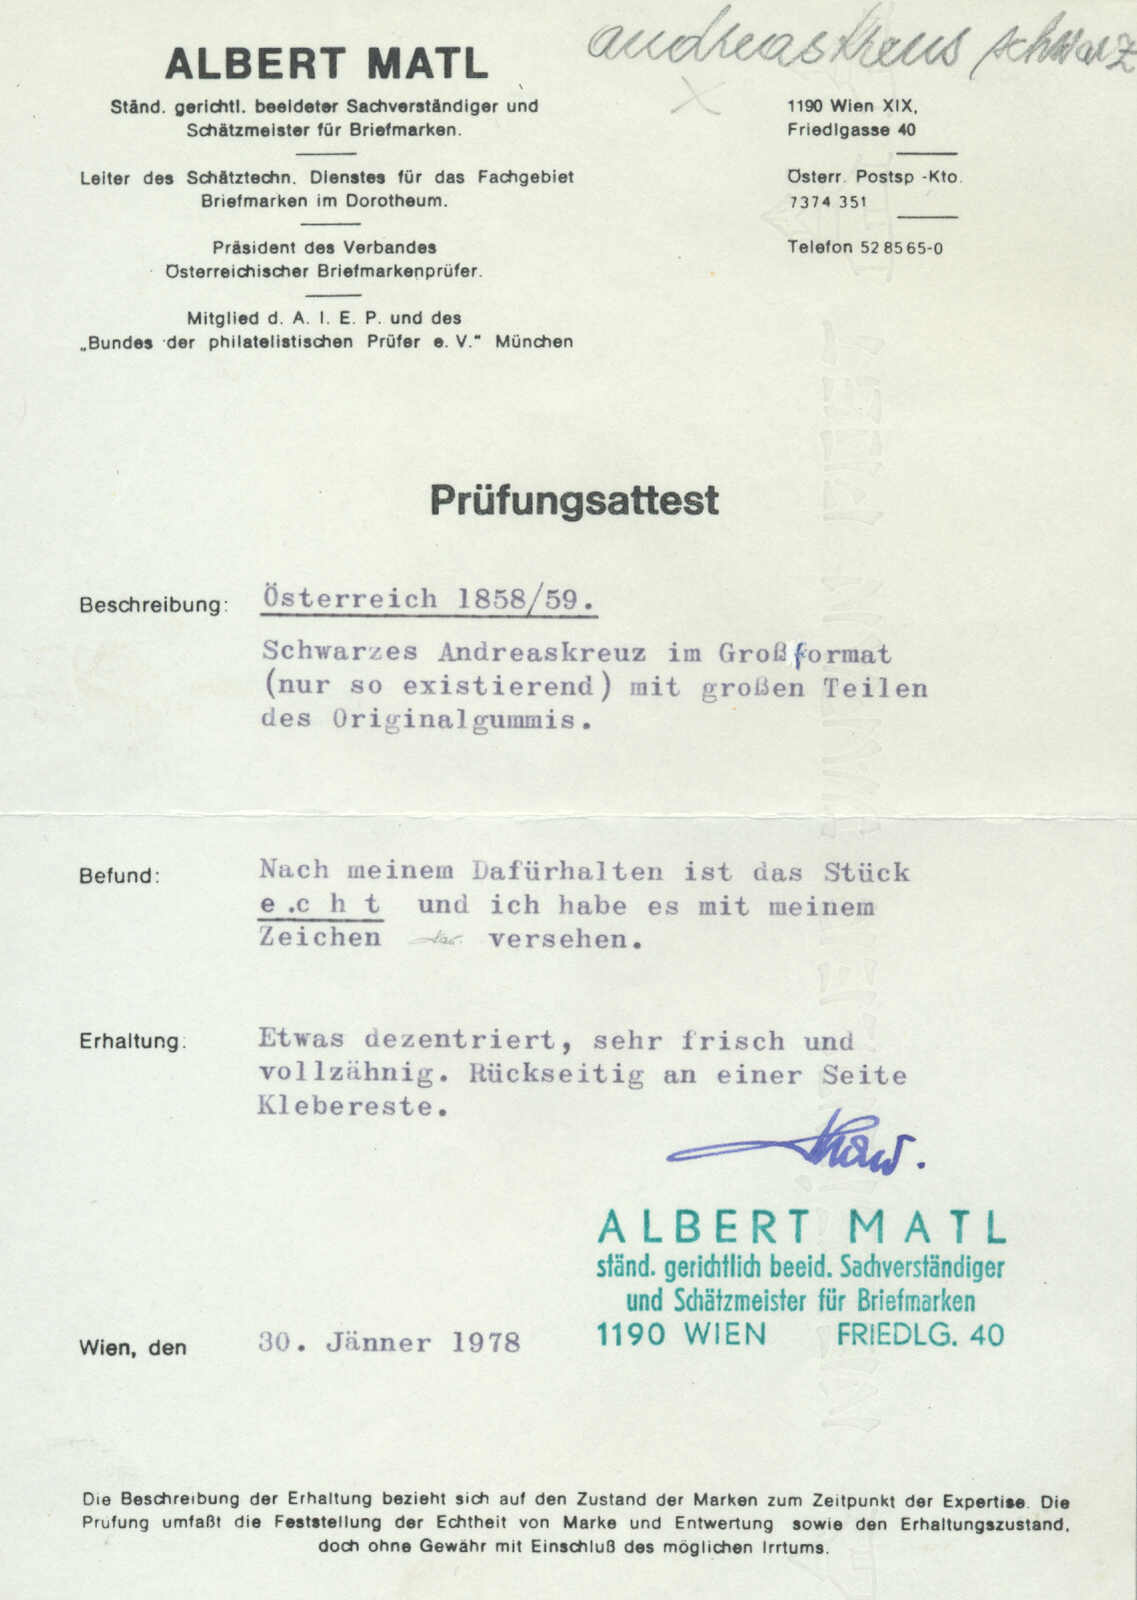 andreaskreus schwarz
ALBERT MATL
Ständ. gerichtl. beeideter Sachverständiger und
Schätzmeister für Briefmarken.
Leiter des Schätztechn. Dienstes für das Fachgebiet
Briefmarken im Dorotheum.
Präsident des Verbandes
Österreichischer Briefmarkenprüfer.
Mitglied d. A. I. E. P. und des
„Bundes der philatelistischen Prüfer e. V.“ München
1190 Wien XIX,
Friedlgasse 40
Österr. Postsp -Kto.
7374 351
Telefon 52 85 65-0
Prüfungsattest
Beschreibung: Österreich 1858/59.
Schwarzes Andreaskreuz im Großformat
(nur so existierend) mit großen Teilen
des Originalgummis.
Befund: Nach meinem Dafürhalten ist das Stück
e .c h t und ich habe es mit meinem
Zeichen versehen.
Erhaltung: Etwas dezentriert, sehr frisch und
vollzähnig. Rückseitig an einer Seite
Klebereste.
ALBERT MATL
ständ. gerichtlich beeid. Sachverständiger
und Schätzmeister für Briefmarken
1190 WIEN FRIEDLG. 40
Wien, den 30. Jänner 1978
Die Beschreibung der Erhaltung bezieht sich auf den Zustand der Marken zum Zeitpunkt der Expertise. Die
Prüfung umfaßt die Feststellung der Echtheit von Marke und Entwertung sowie den Erhaltungszustand,
doch ohne Gewähr mit Einschluß des möglichen Irrtums.